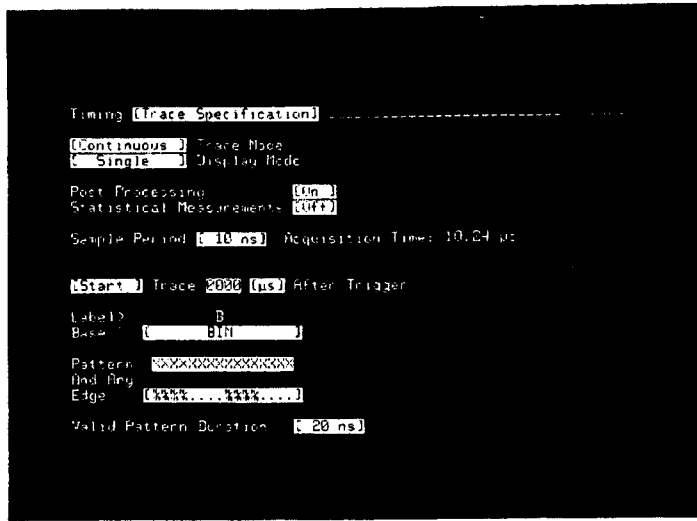 Timing [Trace Specification]
[Continuous ] Trace Mode
[ Single ] Display Mode
Post Processing [On ]
Statistical Measurements [Off]
Sample Period [ 10 ns] Acquisition Time: 10.24 µs
[Start ] Trace 2000 [µs] After Trigger
Label> B
Base [ BIN ]
Pattern XXXXXXXXXXXXXXXX
And Any
Edge [%%%%....%%%%....]
Valid Pattern Duration [ 20 ns]